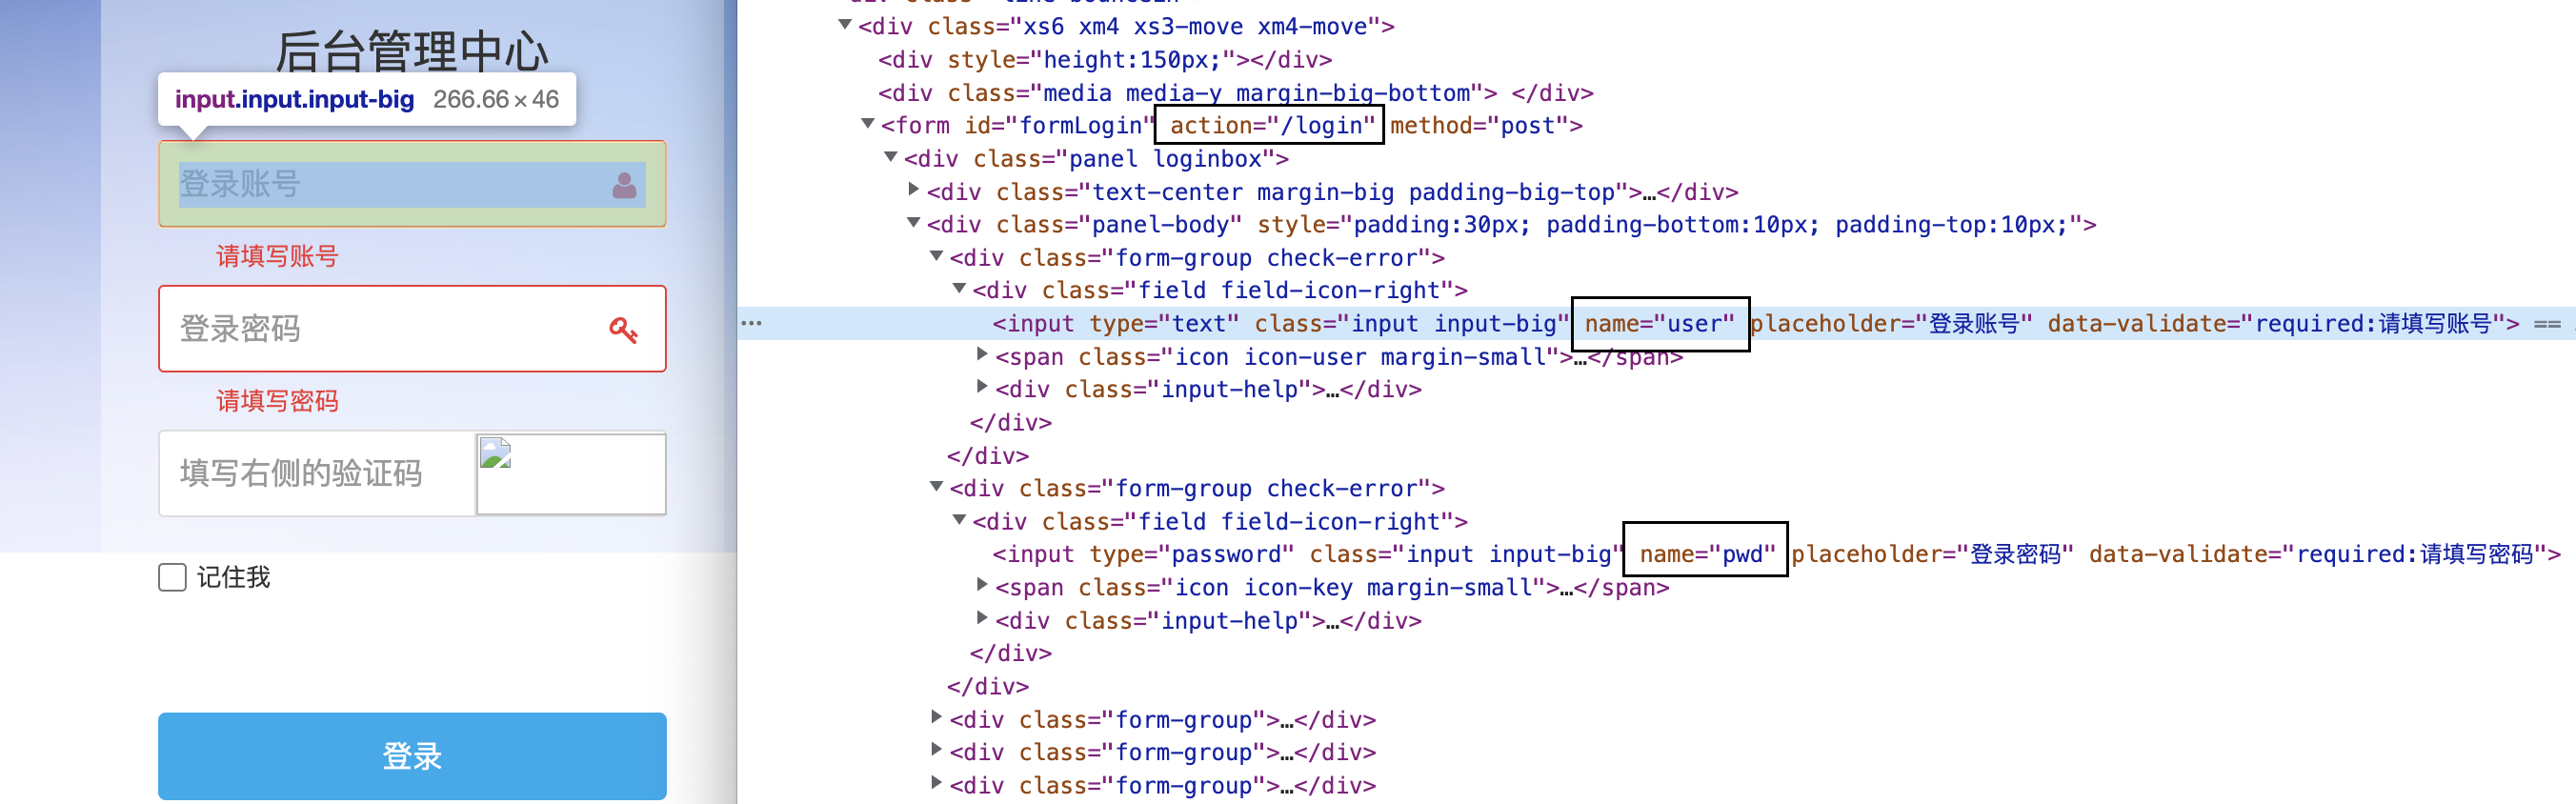 后台管理中心
input.input.input-big 266.66×46
登录账号
请填写账号
登录密码
请填写密码
填写右侧的验证码
记住我
登录
<div class="xs6 xm4 xs3-move xm4-move">
<div style="height:150px;"></div>
<div class="media media-y margin-big-bottom"> </div>
<form id="formLogin" action="/login" method="post">
<div class="panel loginbox">
<div class="text-center margin-big padding-big-top">…</div>
<div class="panel-body" style="padding:30px; padding-bottom:10px; padding-top:10px;">
<div class="form-group check-error">
<div class="field field-icon-right">
<input type="text" class="input input-big" name="user" placeholder="登录账号" data-validate="required:请填写账号"> ==
<span class="icon icon-user margin-small">…</span>
<div class="input-help">…</div>
</div>
</div>
<div class="form-group check-error">
<div class="field field-icon-right">
<input type="password" class="input input-big" name="pwd" placeholder="登录密码" data-validate="required:请填写密码">
<span class="icon icon-key margin-small">…</span>
<div class="input-help">…</div>
</div>
</div>
<div class="form-group">…</div>
<div class="form-group">…</div>
<div class="form-group">…</div>